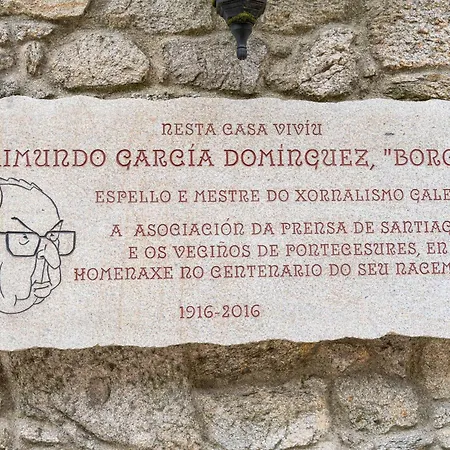 NESTA CASA VIVÍU
IMUNDO GARCÍA DOMÍNGUEZ, "BORO
ESPELLO E MESTRE DO XORNALISMO GALE
A ASOCIACIÓN DA PRENSA DE SANTIAG
E OS VECIÑOS DE PONTECESURES, EN
HOMENAXE NO CENTENARIO DO SEU NACEM
1916-2016